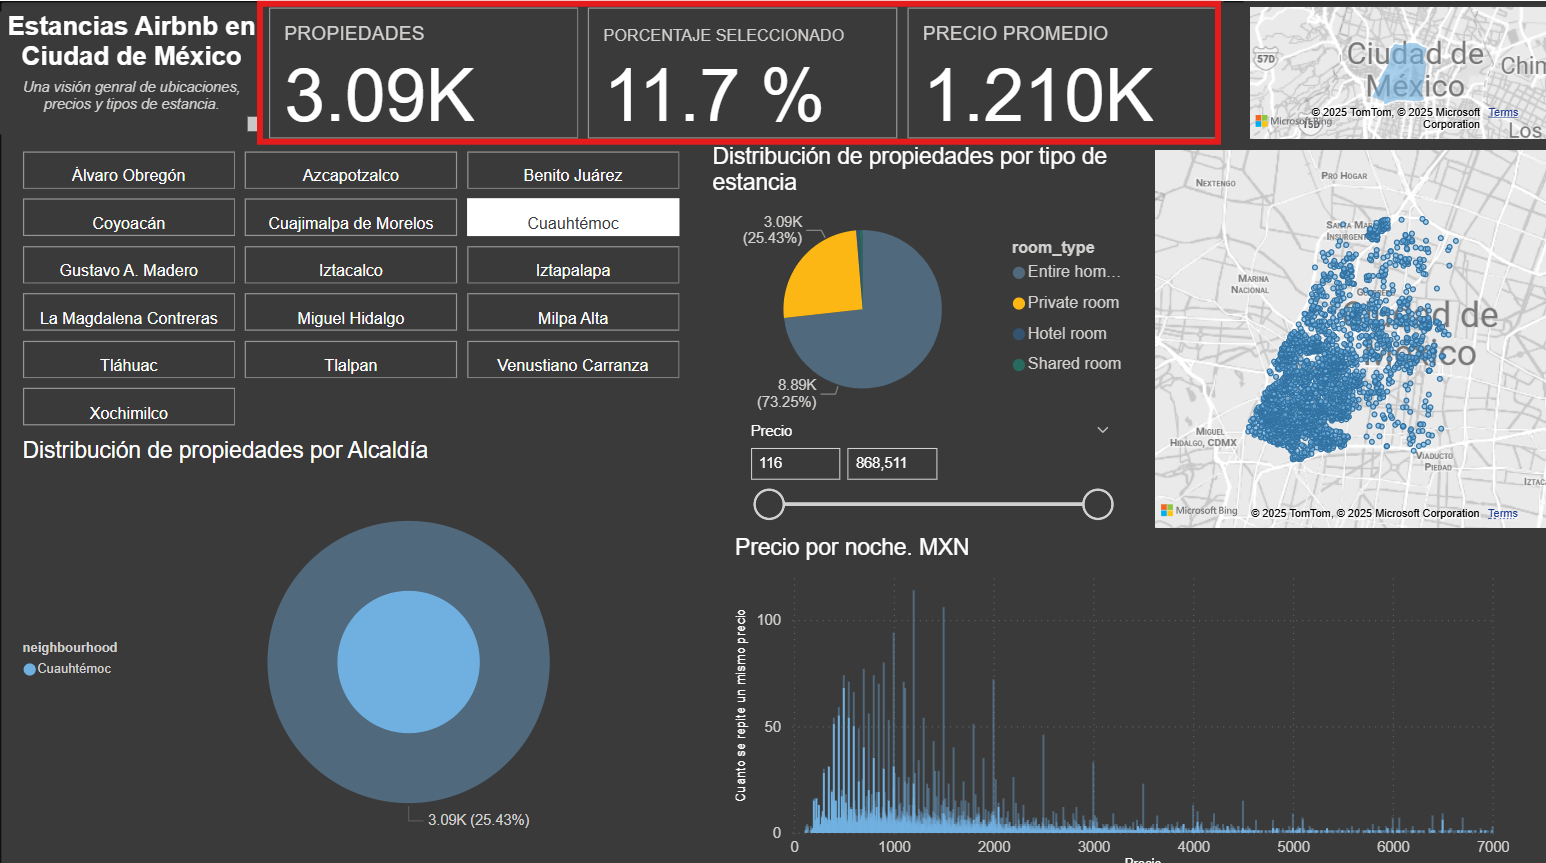 Estancias Airbnb en
Ciudad de México
Una visión genral de ubicaciones,
precios y tipos de estancia.
PROPIEDADES
3.09K
PORCENTAJE SELECCIONADO
11.7 %
PRECIO PROMEDIO
1.210K
57D
Ciudad de
México
Chim
15D
Los
Microsoft Bing
© 2025 TomTom, © 2025 Microsoft
Corporation
Terms
Álvaro Obregón
Azcapotzalco
Benito Juárez
Coyoacán
Cuajimalpa de Morelos
Cuauhtémoc
Gustavo A. Madero
Iztacalco
Iztapalapa
La Magdalena Contreras
Miguel Hidalgo
Milpa Alta
Tláhuac
Tlalpan
Venustiano Carranza
Xochimilco
Distribución de propiedades por tipo de
estancia
3.09K
(25.43%)
8.89K
(73.25%)
room_type
Entire hom...
Private room
Hotel room
Shared room
Precio
116
868,511
NEXTENGO
PRO HOGAR
SANTA MAR
INSURGENT
MARINA
NACIONAL
Ciudad de
México
MIGUEL
HIDALGO, CDMX
VIADUCTO
PIEDAD
IZTAC
Microsoft Bing
© 2025 TomTom, © 2025 Microsoft Corporation
Terms
Distribución de propiedades por Alcaldía
neighbourhood
Cuauhtémoc
3.09K (25.43%)
Precio por noche. MXN
Cuanto se repite un mismo precio
100
50
0
0
1000
2000
3000
4000
5000
6000
7000
Precio